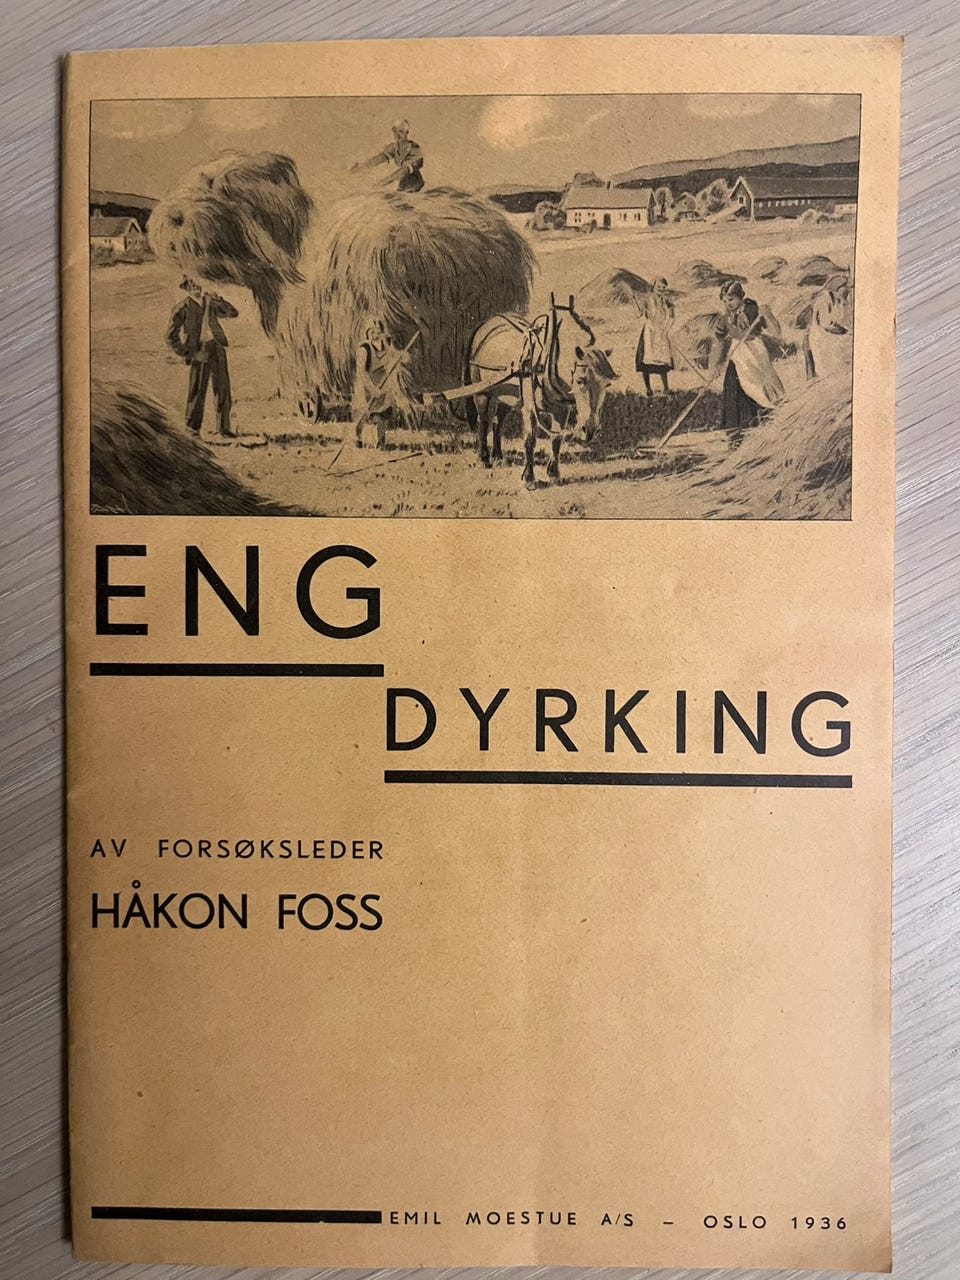 ENG
DYRKING
AV FORSØKSLEDER
HÅKON FOSS
EMIL MOESTUE A/S – OSLO 1936